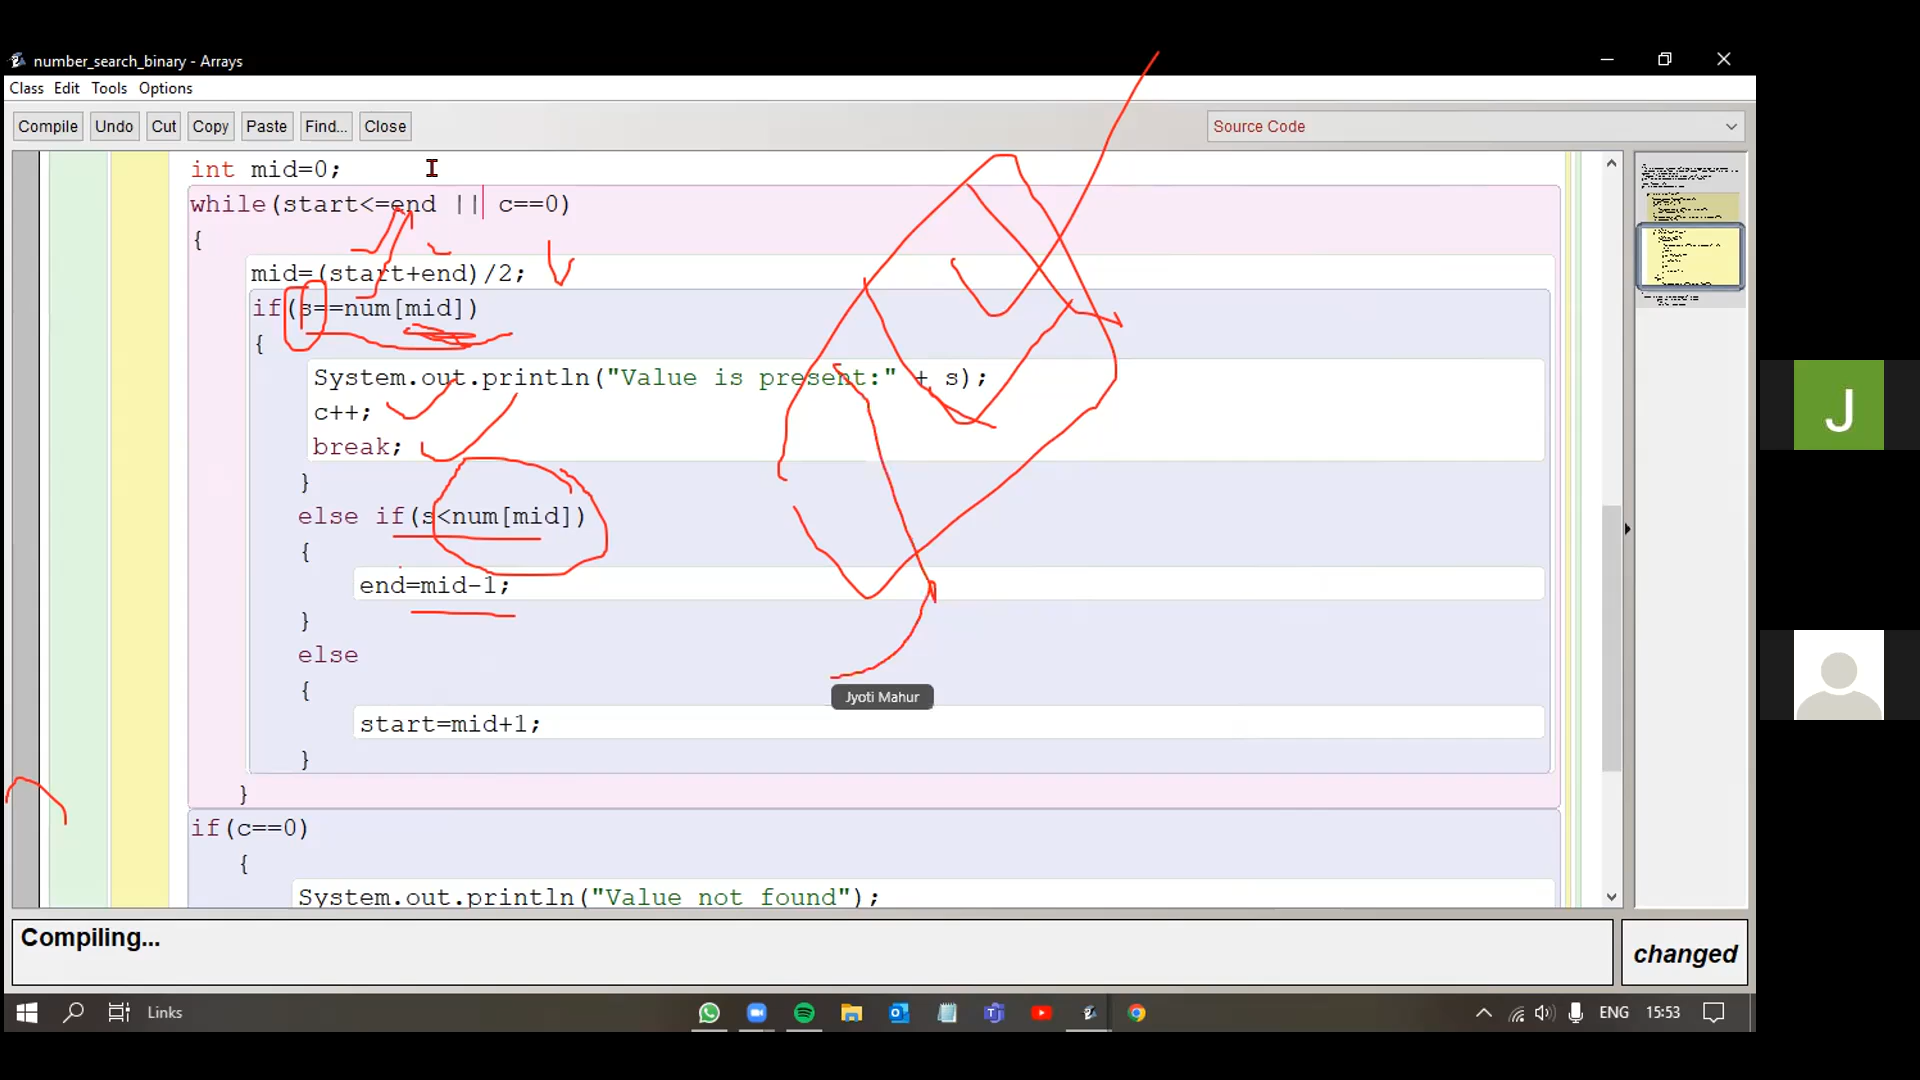 number_search_binary - Arrays
Class Edit Tools Options
Compile Undo Cut Copy Paste Find... Close Source Code
int mid=0;
while(start<=end || c==0)
{
mid=(start+end)/2;
if(s==num[mid])
{
System.out.println("Value is present:" + s);
c++;
break;
}
else if(s<num[mid])
{
end=mid-1;
}
else
{
Jyoti Mahur
start=mid+1;
}
}
if(c==0)
{
System.out.println("Value not found");
Compiling...
changed
Links
ENG 15:53
J